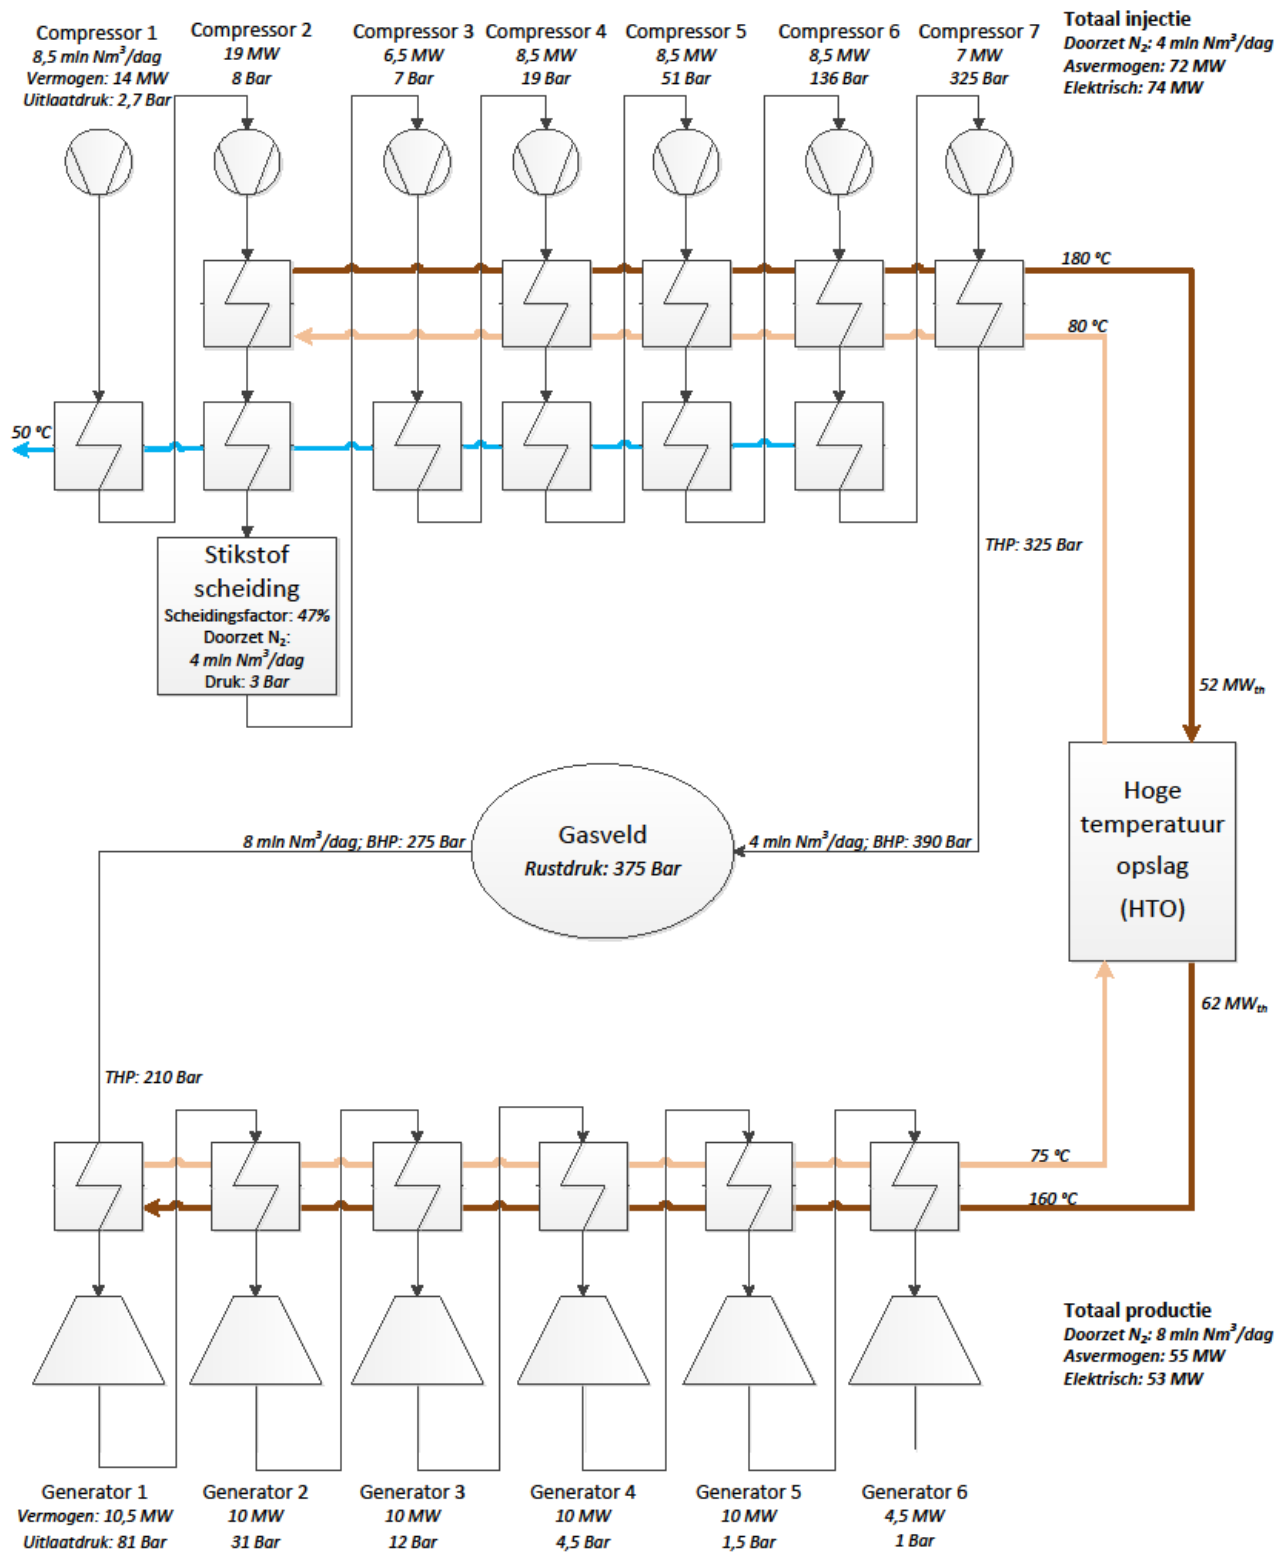 Compressor 1
8,5 mln Nm³/dag
Vermogen: 14 MW
Uitlaatdruk: 2,7 Bar
Compressor 2
19 MW
8 Bar
Compressor 3
6,5 MW
7 Bar
Compressor 4
8,5 MW
19 Bar
Compressor 5
8,5 MW
51 Bar
Compressor 6
8,5 MW
136 Bar
Compressor 7
7 MW
325 Bar
Totaal injectie
Doorzet N₂: 4 mln Nm³/dag
Asvermogen: 72 MW
Elektrisch: 74 MW
180 °C
80 °C
50 °C
Stikstof
scheiding
Scheidingsfactor: 47%
Doorzet N₂:
4 mln Nm³/dag
Druk: 3 Bar
THP: 325 Bar
52 MWth
Hoge
temperatuur
opslag
(HTO)
8 mln Nm³/dag; BHP: 275 Bar
Gasveld
Rustdruk: 375 Bar
4 mln Nm³/dag; BHP: 390 Bar
62 MWth
THP: 210 Bar
75 °C
160 °C
Totaal productie
Doorzet N₂: 8 mln Nm³/dag
Asvermogen: 55 MW
Elektrisch: 53 MW
Generator 1
Vermogen: 10,5 MW
Uitlaatdruk: 81 Bar
Generator 2
10 MW
31 Bar
Generator 3
10 MW
12 Bar
Generator 4
10 MW
4,5 Bar
Generator 5
10 MW
1,5 Bar
Generator 6
4,5 MW
1 Bar